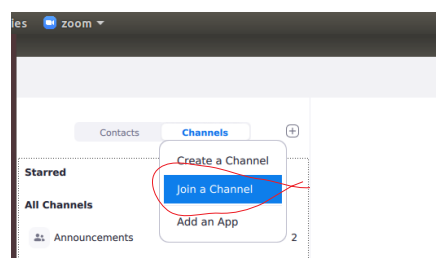 ies zoom
Contacts Channels
Create a Channel
Starred
Join a Channel
All Channels
Add an App
Announcements 2